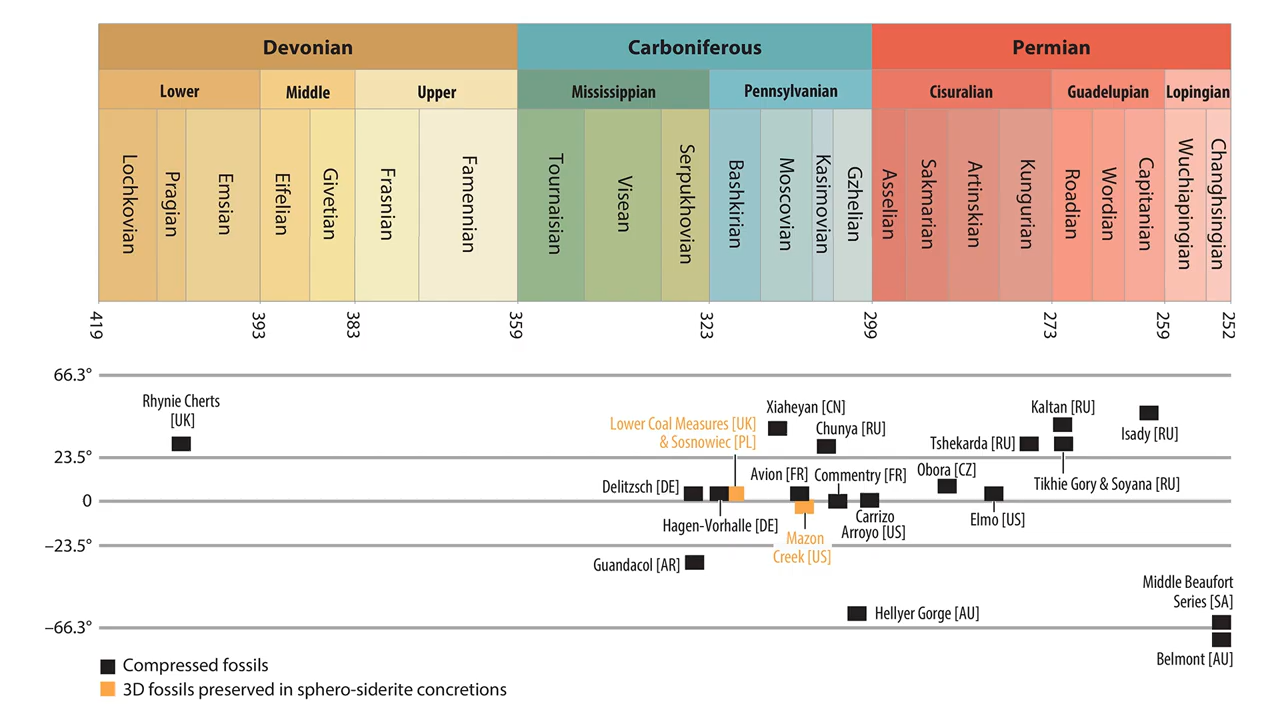 Devonian Carboniferous Permian
Lower Middle Upper Mississippian Pennsylvanian Cisuralian Guadelupian Lopingian
Lochkovian Pragian Emsian Eifelian Givetian Frasnian Famennian Tournaisian Visean Serpukhovian Bashkirian Moscovian Kasimovian Gzhelian Asselian Sakmarian Artinskian Kungurian Roadian Wordian Capitanian Wuchiapingian Changhsingian
419 393 383 359 323 299 273 259 252
66.3°
Rhynie Cherts
[UK]
Lower Coal Measures [UK]
& Sosnowiec [PL]
Xiaheyan [CN]
Chunya [RU]
Kaltan [RU]
Tshekarda [RU]
Isady [RU]
23.5°
Tikhie Gory & Soyana [RU]
Delitzsch [DE]
Avion [FR]
Commentry [FR]
Obora [CZ]
0
Hagen-Vorhalle [DE]
Mazon
Creek [US]
Carrizo
Arroyo [US]
Elmo [US]
–23.5°
Guandacol [AR]
Hellyer Gorge [AU]
Middle Beaufort
Series [SA]
–66.3°
Belmont [AU]
Compressed fossils
3D fossils preserved in sphero-siderite concretions